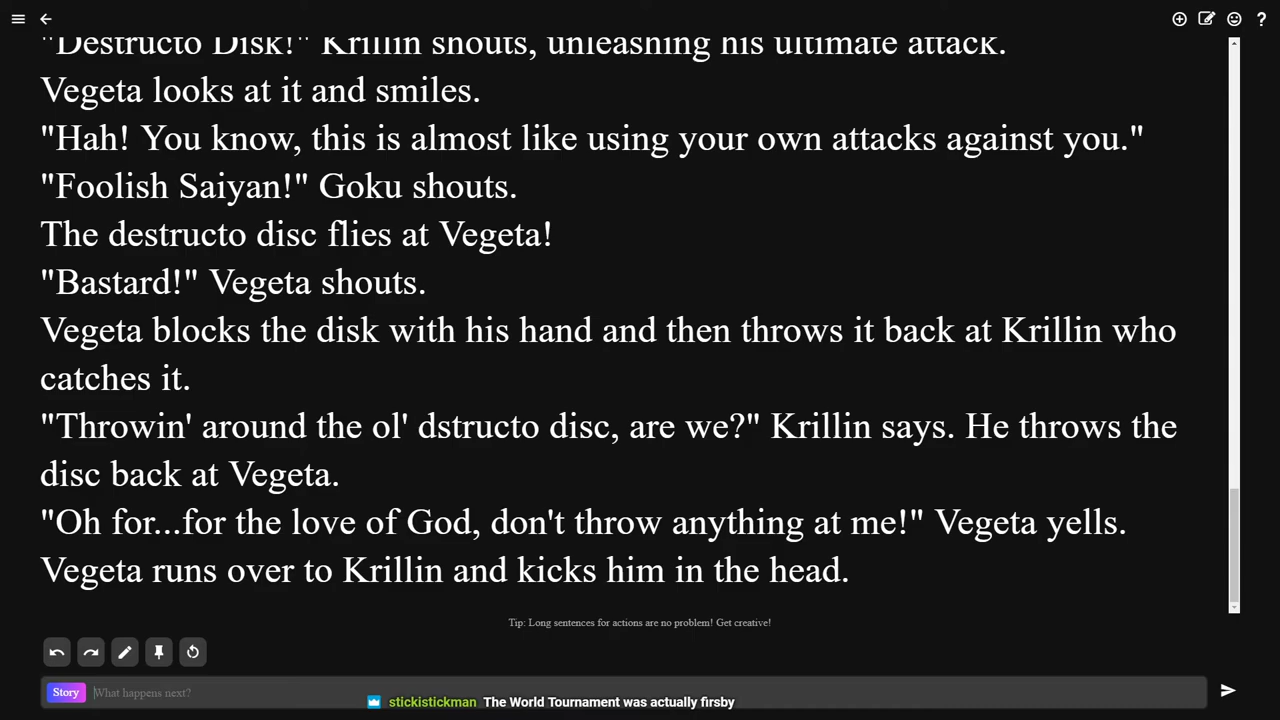 "Destructo Disk!" Krillin shouts, unleashing his ultimate attack.
Vegeta looks at it and smiles.
"Hah! You know, this is almost like using your own attacks against you."
"Foolish Saiyan!" Goku shouts.
The destructo disc flies at Vegeta!
"Bastard!" Vegeta shouts.
Vegeta blocks the disk with his hand and then throws it back at Krillin who
catches it.
"Throwin' around the ol' dstructo disc, are we?" Krillin says. He throws the
disc back at Vegeta.
"Oh for...for the love of God, don't throw anything at me!" Vegeta yells.
Vegeta runs over to Krillin and kicks him in the head.
Tip: Long sentences for actions are no problem! Get creative!
Story What happens next?
stickistickman The World Tournament was actually firsby